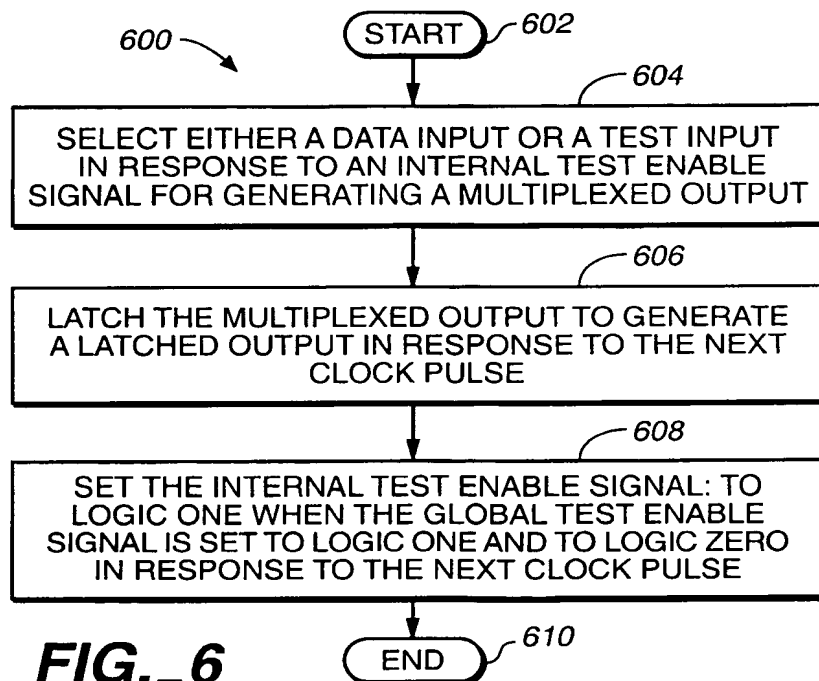 600
START
602
604
SELECT EITHER A DATA INPUT OR A TEST INPUT
IN RESPONSE TO AN INTERNAL TEST ENABLE
SIGNAL FOR GENERATING A MULTIPLEXED OUTPUT
606
LATCH THE MULTIPLEXED OUTPUT TO GENERATE
A LATCHED OUTPUT IN RESPONSE TO THE NEXT
CLOCK PULSE
608
SET THE INTERNAL TEST ENABLE SIGNAL: TO
LOGIC ONE WHEN THE GLOBAL TEST ENABLE
SIGNAL IS SET TO LOGIC ONE AND TO LOGIC ZERO
IN RESPONSE TO THE NEXT CLOCK PULSE
END
610
FIG._6